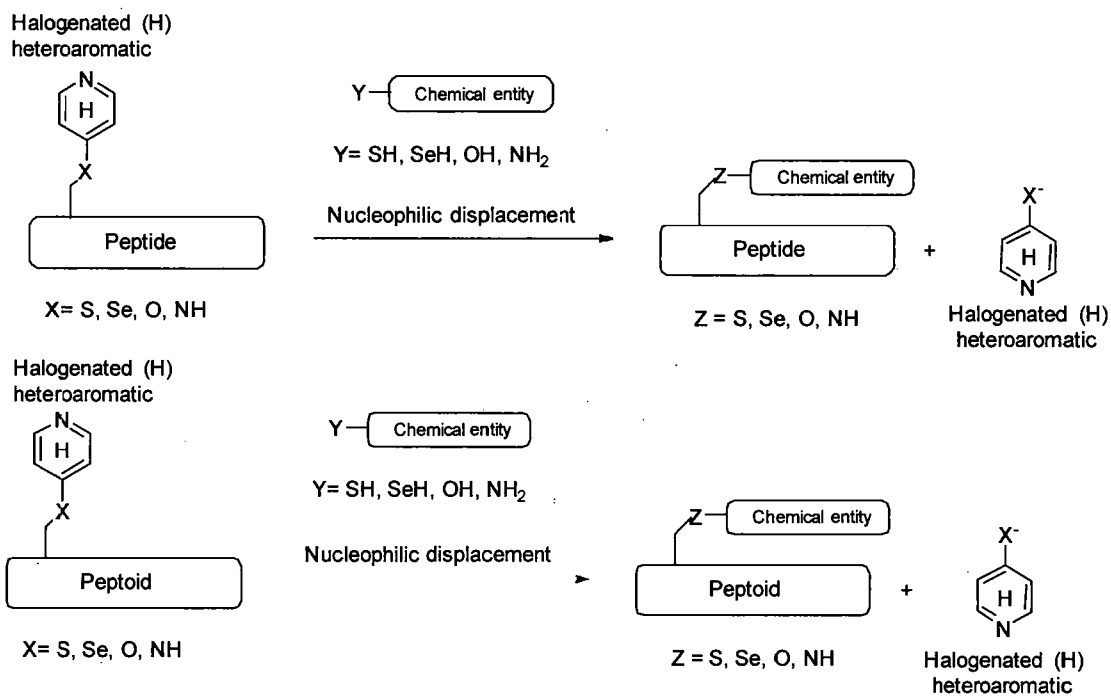 Halogenated (H)
heteroaromatic
N
H
X
Peptide
X= S, Se, O, NH
Y
Chemical entity
Y= SH, SeH, OH, NH₂
Nucleophilic displacement
Z
Chemical entity
Peptide
Z = S, Se, O, NH
+
X⁻
H
N
Halogenated (H)
heteroaromatic
Halogenated (H)
heteroaromatic
N
H
X
Peptoid
X= S, Se, O, NH
Y
Chemical entity
Y= SH, SeH, OH, NH₂
Nucleophilic displacement
Z
Chemical entity
Peptoid
Z = S, Se, O, NH
+
X⁻
H
N
Halogenated (H)
heteroaromatic